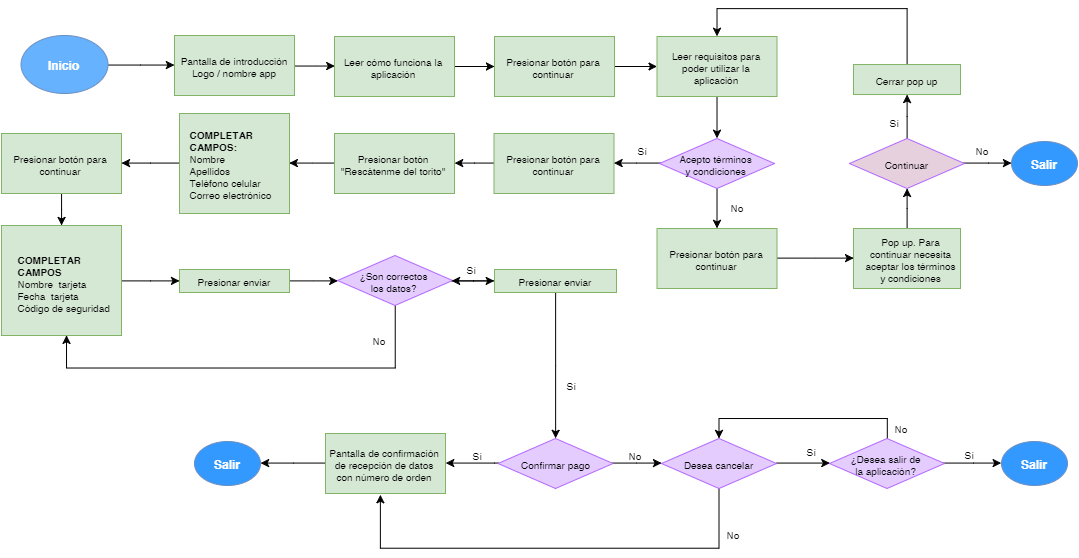 Inicio
Pantalla de introducción
Logo / nombre app
Leer cómo funciona la
aplicación
Presionar botón para
continuar
Leer requisitos para
poder utilizar la
aplicación
Cerrar pop up
Si
Continuar
No
Salir
Acepto términos
y condiciones
Si
No
Presionar botón para
continuar
Presionar botón
"Rescátenme del torito"
COMPLETAR
CAMPOS:
Nombre
Apellidos
Teléfono celular
Correo electrónico
Presionar botón para
continuar
Presionar botón para
continuar
Pop up. Para
continuar necesita
aceptar los términos
y condiciones
COMPLETAR
CAMPOS
Nombre tarjeta
Fecha tarjeta
Código de seguridad
Presionar enviar
¿Son correctos
los datos?
Si
No
Presionar enviar
Si
Confirmar pago
Si
Pantalla de confirmación
de recepción de datos
con número de orden
Salir
No
Desea cancelar
No
Si
¿Desea salir de
la aplicación?
No
Si
Salir